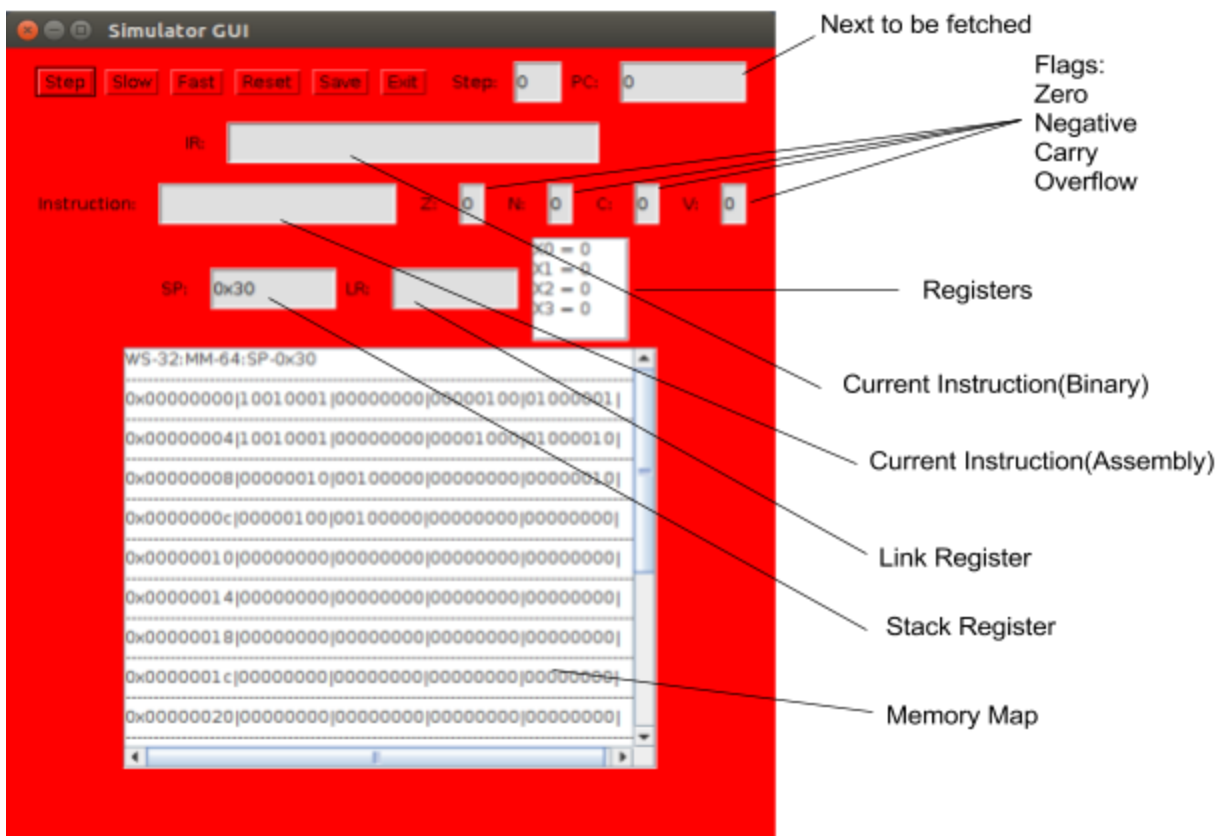 Simulator GUI
Next to be fetched
Step Slow Fast Reset Save Exit Step: 0 PC: 0
Flags:
Zero
Negative
Carry
Overflow
IR:
Instruction: Z: 0 N: 0 C: 0 V: 0
X0 = 0
X1 = 0
X2 = 0
X3 = 0
SP: 0x30 LR:
Registers
WS-32:MM-64:SP-0x30
0x00000000|10010001|00000000|00000100|01000001|
0x00000004|10010001|00000000|00001000|01000010|
0x00000008|00000010|00100000|00000000|00000010|
0x0000000c|00000100|00100000|00000000|00000000|
0x00000010|00000000|00000000|00000000|00000000|
0x00000014|00000000|00000000|00000000|00000000|
0x00000018|00000000|00000000|00000000|00000000|
0x0000001c|00000000|00000000|00000000|00000000|
0x00000020|00000000|00000000|00000000|00000000|
Current Instruction(Binary)
Current Instruction(Assembly)
Link Register
Stack Register
Memory Map